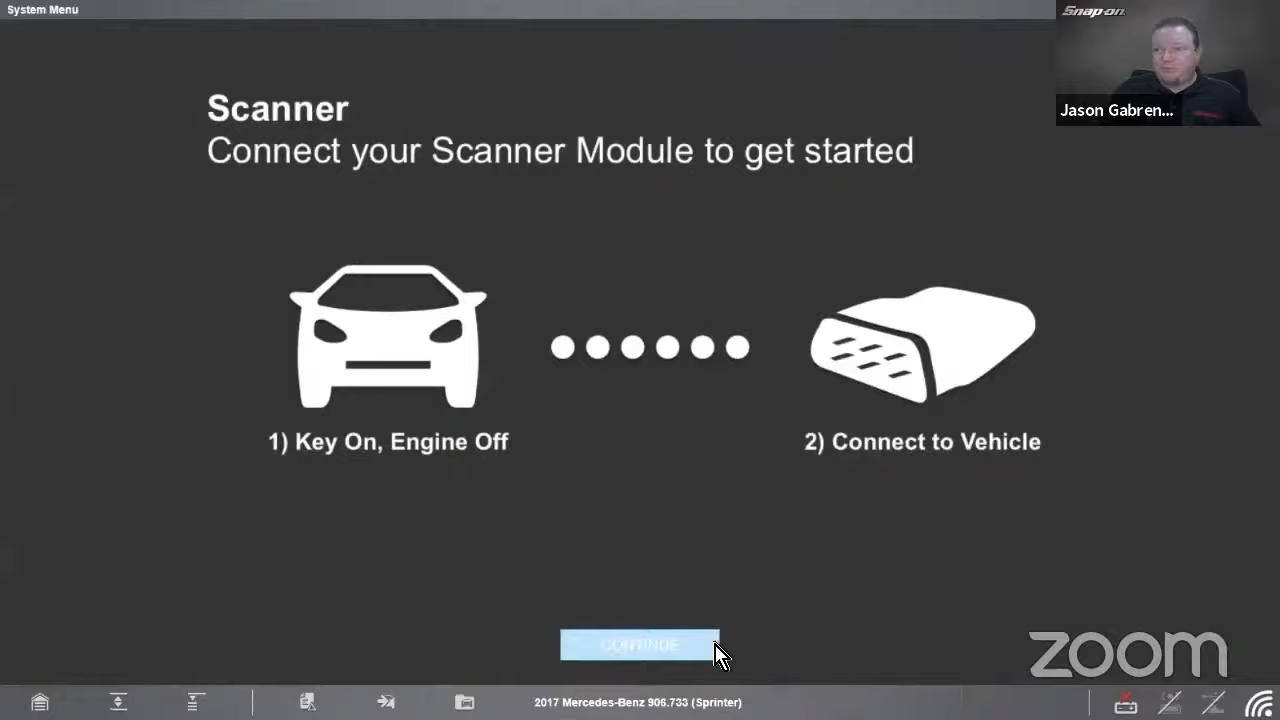 System Menu
Snap-on
Jason Gabren...
Scanner
Connect your Scanner Module to get started
1) Key On, Engine Off
2) Connect to Vehicle
CONTINUE
zoom
2017 Mercedes-Benz 906.733 (Sprinter)